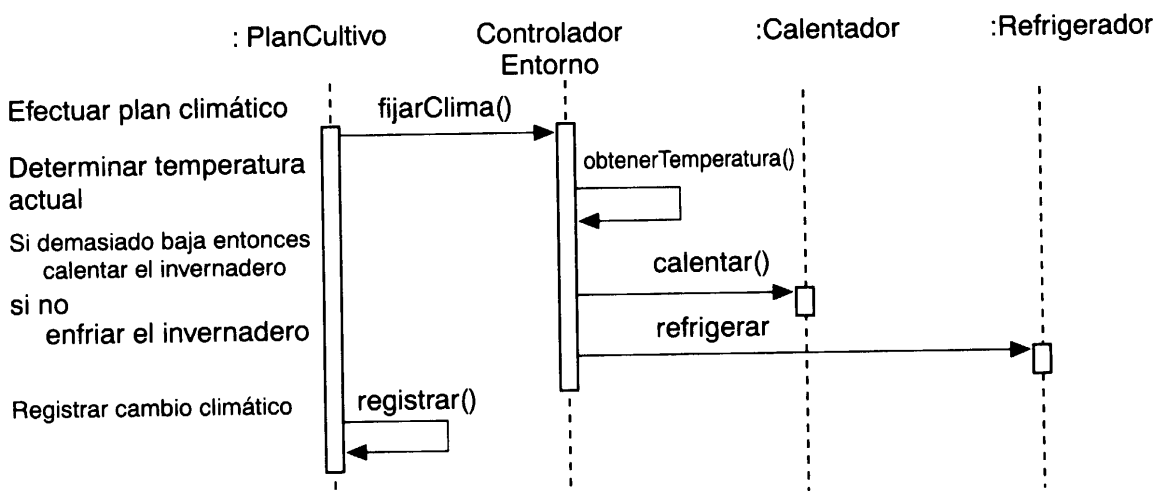 : PlanCultivo
Controlador
Entorno
:Calentador
:Refrigerador
Efectuar plan climático
fijarClima()
Determinar temperatura
actual
obtenerTemperatura()
Si demasiado baja entonces
calentar el invernadero
calentar()
si no
enfriar el invernadero
refrigerar
Registrar cambio climático
registrar()